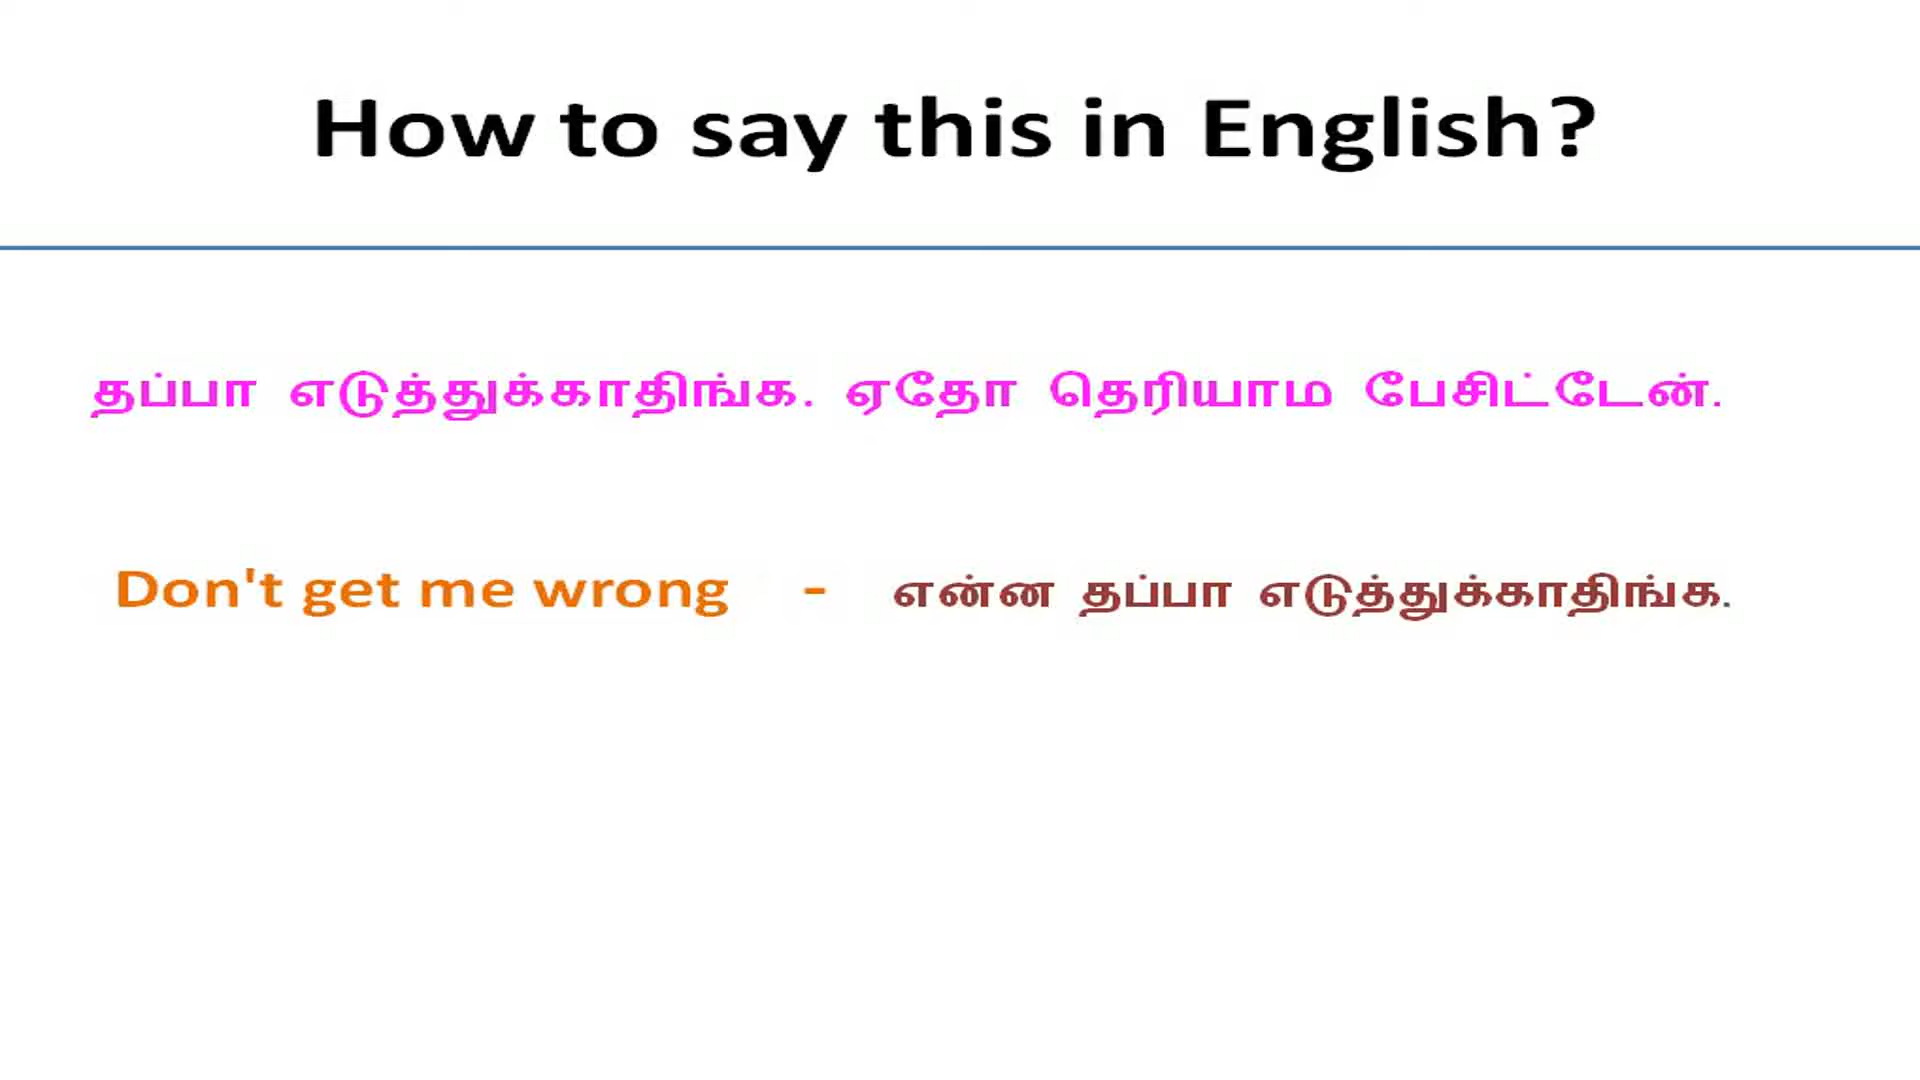 How to say this in English?
தப்பா எடுத்துக்காதிங்க. ஏதோ தெரியாம பேசிட்டேன்.
Don't get me wrong - என்ன தப்பா எடுத்துக்காதிங்க.